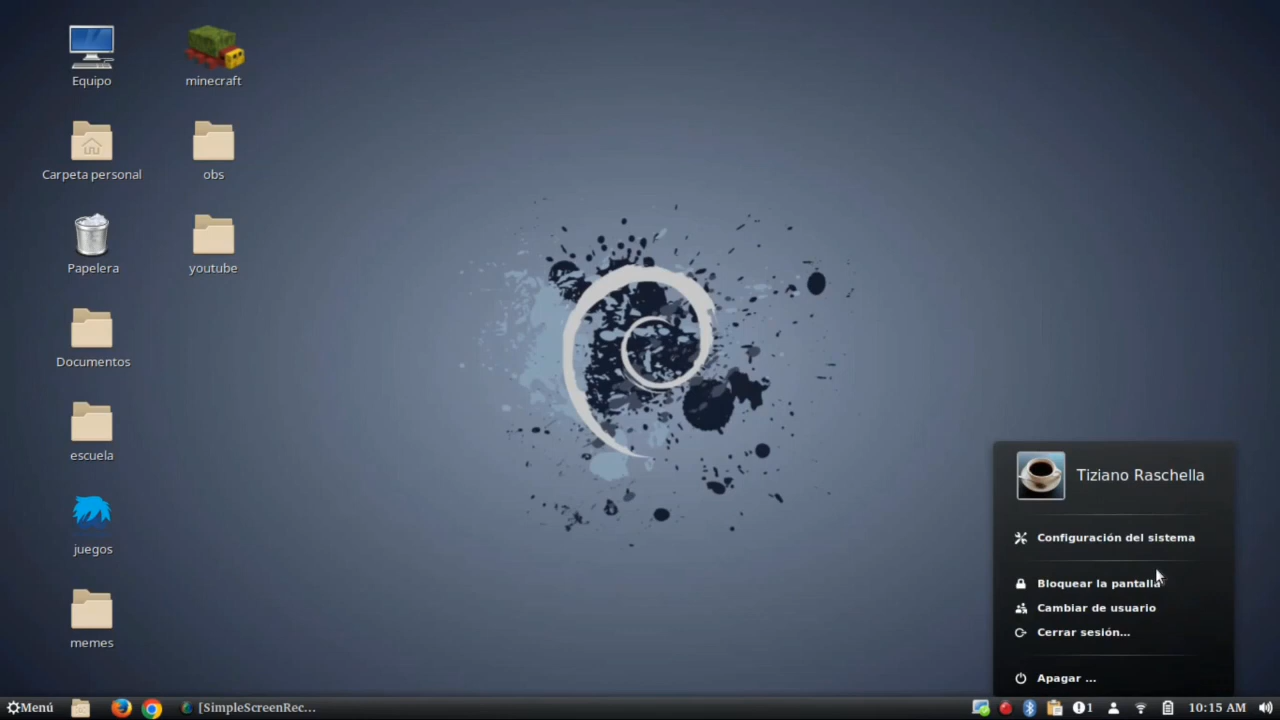 Equipo
minecraft
Carpeta personal
obs
Papelera
youtube
Documentos
escuela
juegos
memes
Tiziano Raschella
Configuración del sistema
Bloquear la pantalla
Cambiar de usuario
Cerrar sesión...
Apagar ...
Menú
[SimpleScreenRec...
1
10:15 AM